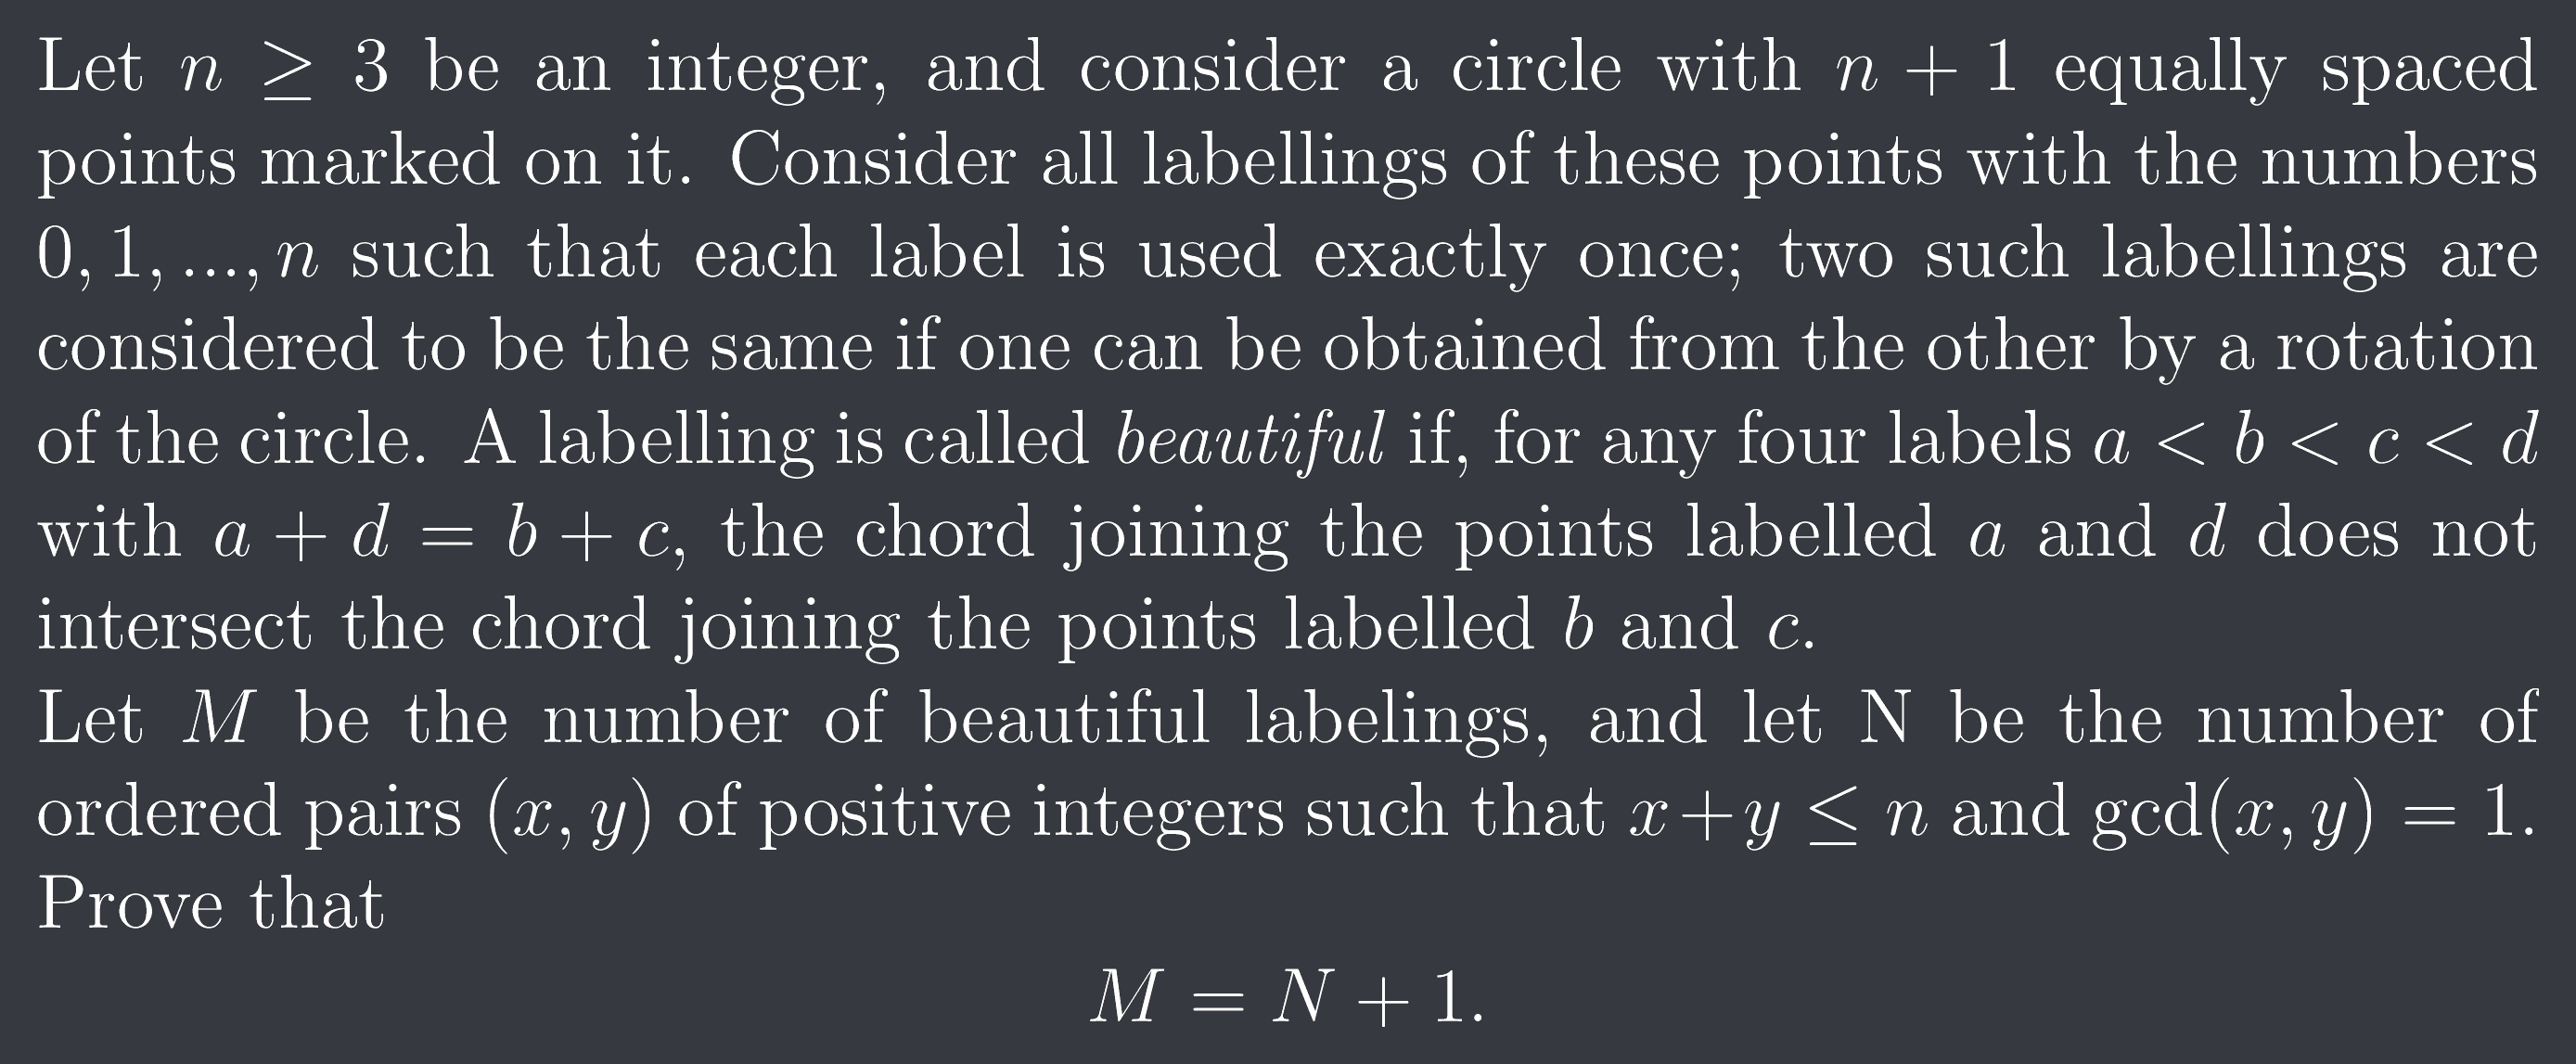 Let n ≥ 3 be an integer, and consider a circle with n + 1 equally spaced
points marked on it. Consider all labellings of these points with the numbers
0, 1, ..., n such that each label is used exactly once; two such labellings are
considered to be the same if one can be obtained from the other by a rotation
of the circle. A labelling is called beautiful if, for any four labels a < b < c < d
with a + d = b + c, the chord joining the points labelled a and d does not
intersect the chord joining the points labelled b and c.
Let M be the number of beautiful labelings, and let N be the number of
ordered pairs (x, y) of positive integers such that x + y ≤ n and gcd(x, y) = 1.
Prove that
M = N + 1.